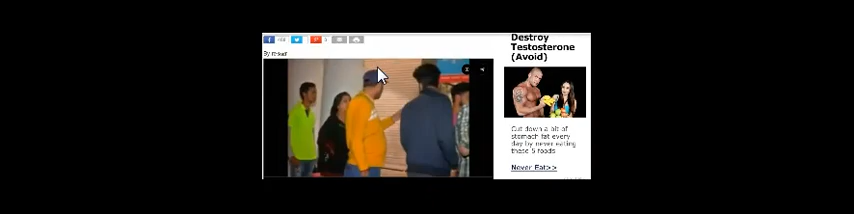 Destroy
Testosterone
(Avoid)
By
Cut down a bit of
stomach fat every
day by never eating
these 5 foods
Never Eat>>